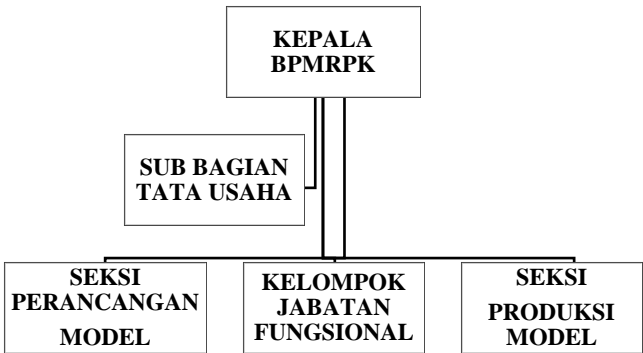 KEPALA
BPMRPK
SUB BAGIAN
TATA USAHA
SEKSI
PERANCANGAN
MODEL
KELOMPOK
JABATAN
FUNGSIONAL
SEKSI
PRODUKSI
MODEL